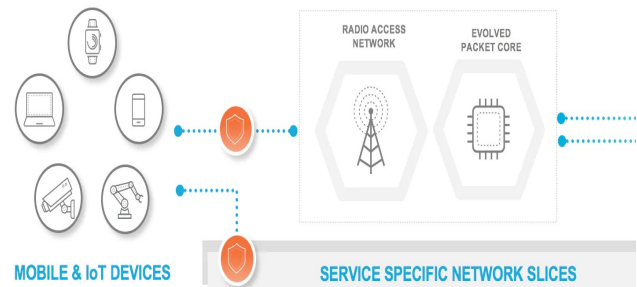 RADIO ACCESS
NETWORK
EVOLVED
PACKET CORE
MOBILE & IoT DEVICES
SERVICE SPECIFIC NETWORK SLICES